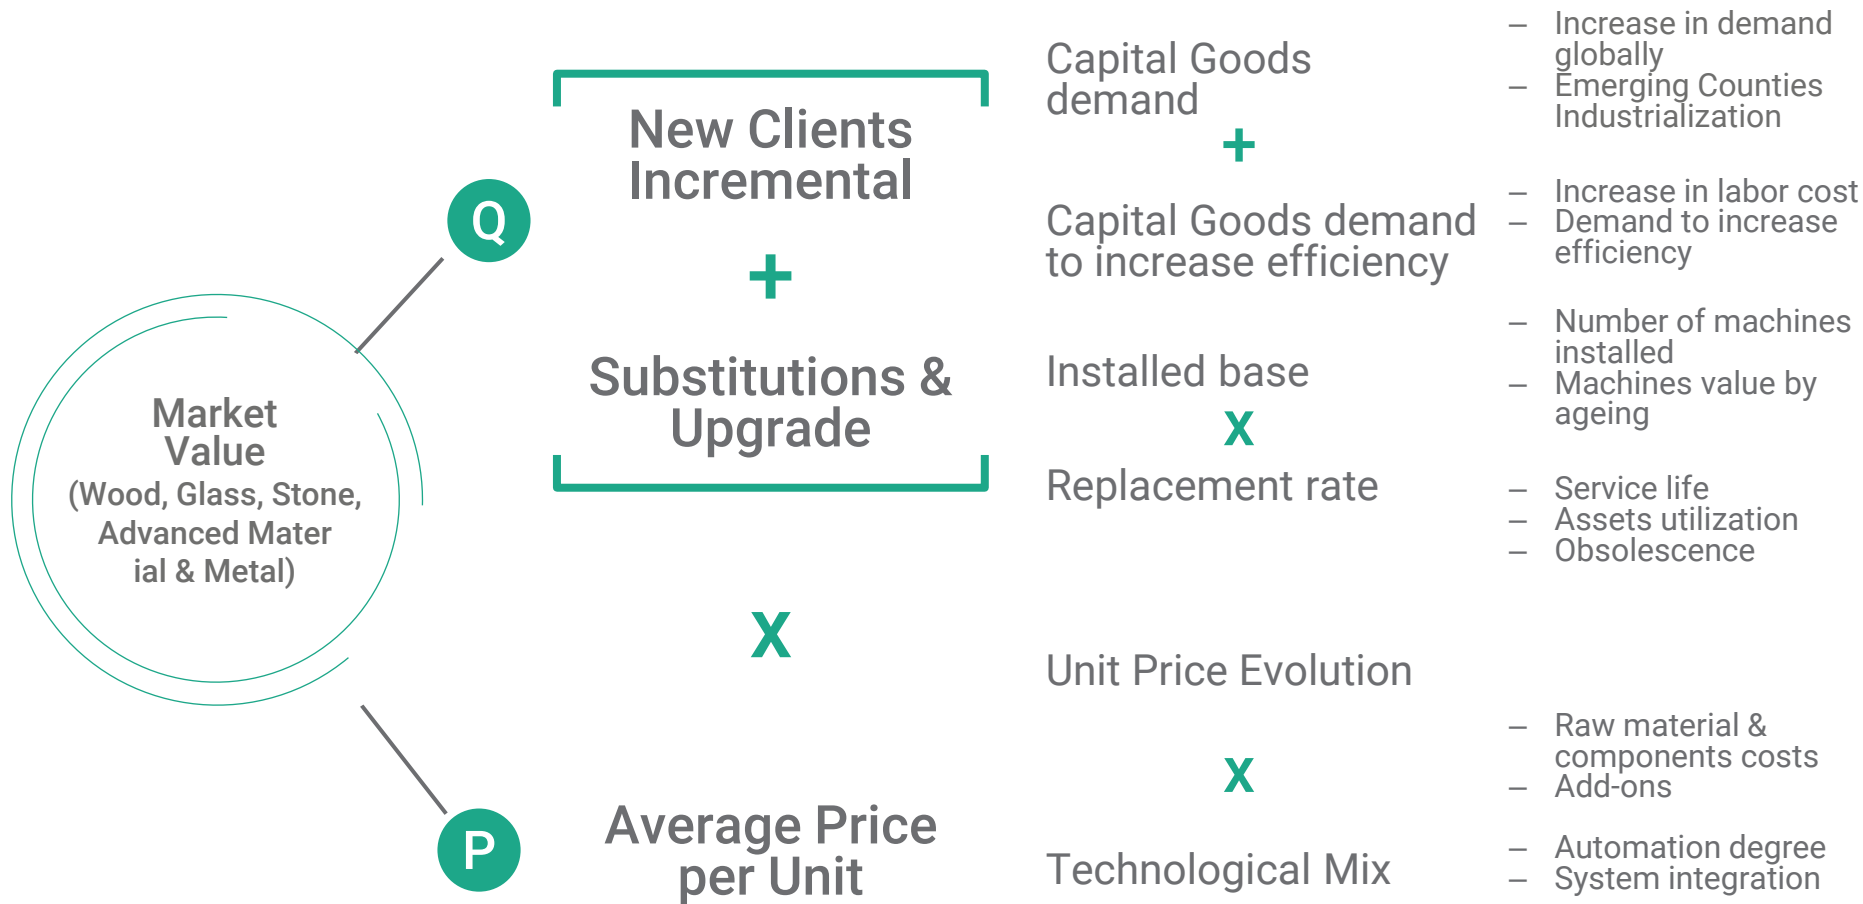 Market
Value
(Wood, Glass, Stone,
Advanced Mater
ial & Metal)
Q
P
New Clients
Incremental
+
Substitutions &
Upgrade
X
Average Price
per Unit
Capital Goods
demand
+
Capital Goods demand
to increase efficiency
Installed base
X
Replacement rate
Unit Price Evolution
X
Technological Mix
– Increase in demand
globally
– Emerging Counties
Industrialization
– Increase in labor cost
– Demand to increase
efficiency
– Number of machines
installed
– Machines value by
ageing
– Service life
– Assets utilization
– Obsolescence
– Raw material &
components costs
– Add-ons
– Automation degree
– System integration